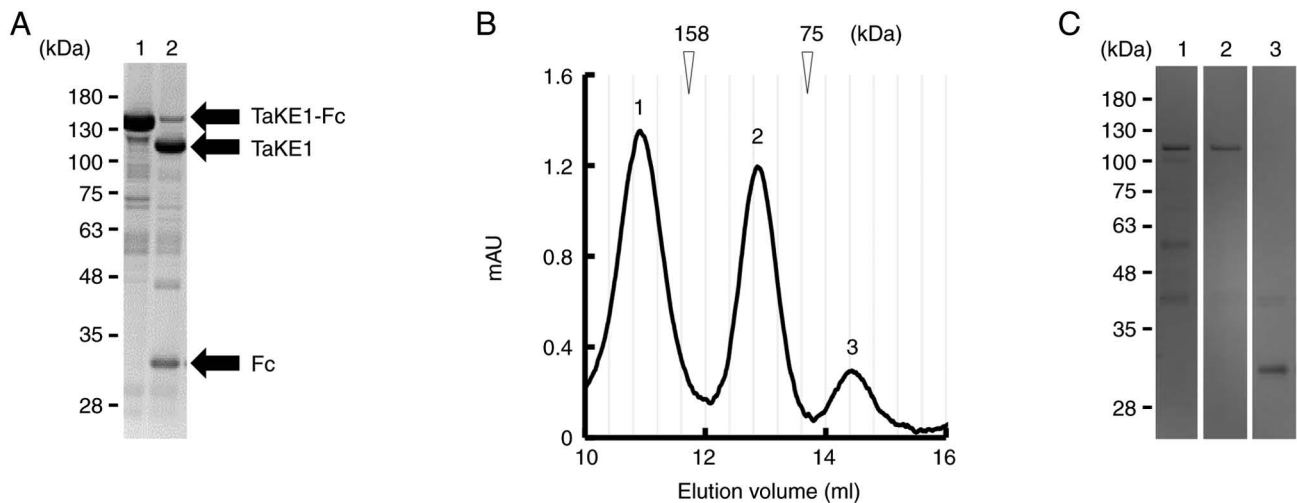 A
(kDa)
1 2
180
130
100
75
63
48
35
28
TaKE1-Fc
TaKE1
Fc
B
158
75
(kDa)
1.6
1.2
0.8
0.4
0
mAU
1
2
3
10 12 14 16
Elution volume (ml)
C
(kDa)
1 2 3
180
130
100
75
63
48
35
28